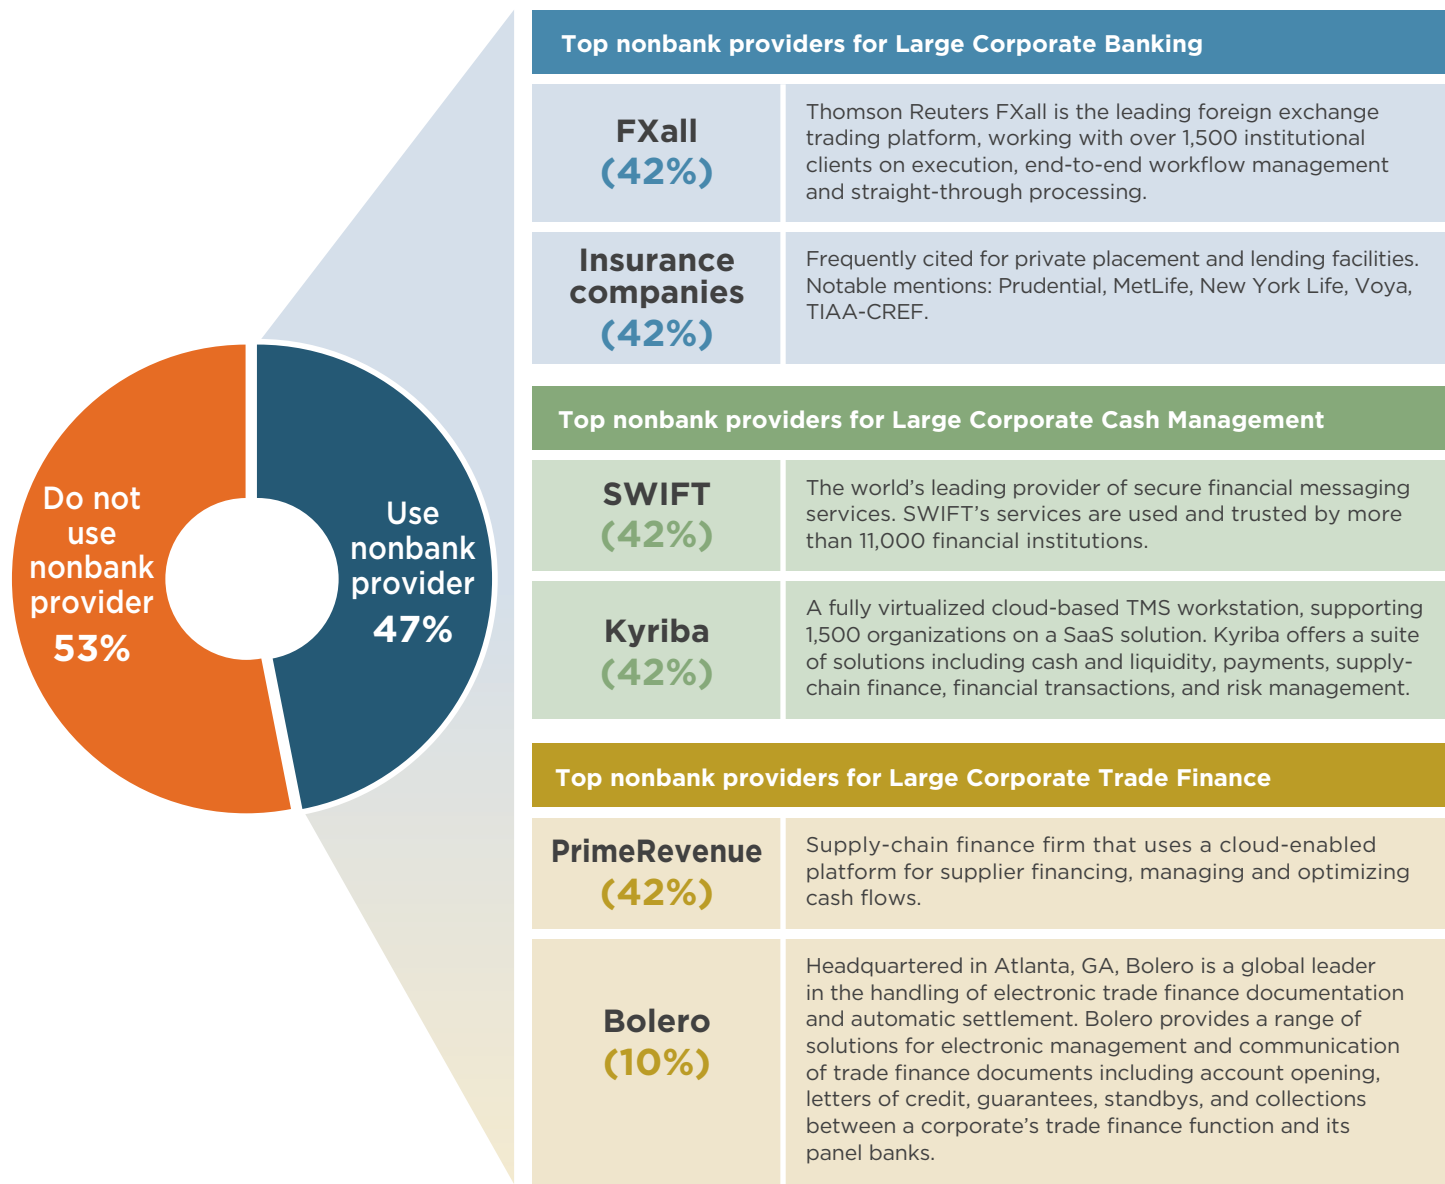 Do not
use
nonbank
provider
53%
Use
nonbank
provider
47%
Top nonbank providers for Large Corporate Banking
FXall
(42%)
Thomson Reuters FXall is the leading foreign exchange
trading platform, working with over 1,500 institutional
clients on execution, end-to-end workflow management
and straight-through processing.
Insurance
companies
(42%)
Frequently cited for private placement and lending facilities.
Notable mentions: Prudential, MetLife, New York Life, Voya,
TIAA-CREF.
Top nonbank providers for Large Corporate Cash Management
SWIFT
(42%)
The world’s leading provider of secure financial messaging
services. SWIFT’s services are used and trusted by more
than 11,000 financial institutions.
Kyriba
(42%)
A fully virtualized cloud-based TMS workstation, supporting
1,500 organizations on a SaaS solution. Kyriba offers a suite
of solutions including cash and liquidity, payments, supply-
chain finance, financial transactions, and risk management.
Top nonbank providers for Large Corporate Trade Finance
PrimeRevenue
(42%)
Supply-chain finance firm that uses a cloud-enabled
platform for supplier financing, managing and optimizing
cash flows.
Bolero
(10%)
Headquartered in Atlanta, GA, Bolero is a global leader
in the handling of electronic trade finance documentation
and automatic settlement. Bolero provides a range of
solutions for electronic management and communication
of trade finance documents including account opening,
letters of credit, guarantees, standbys, and collections
between a corporate’s trade finance function and its
panel banks.